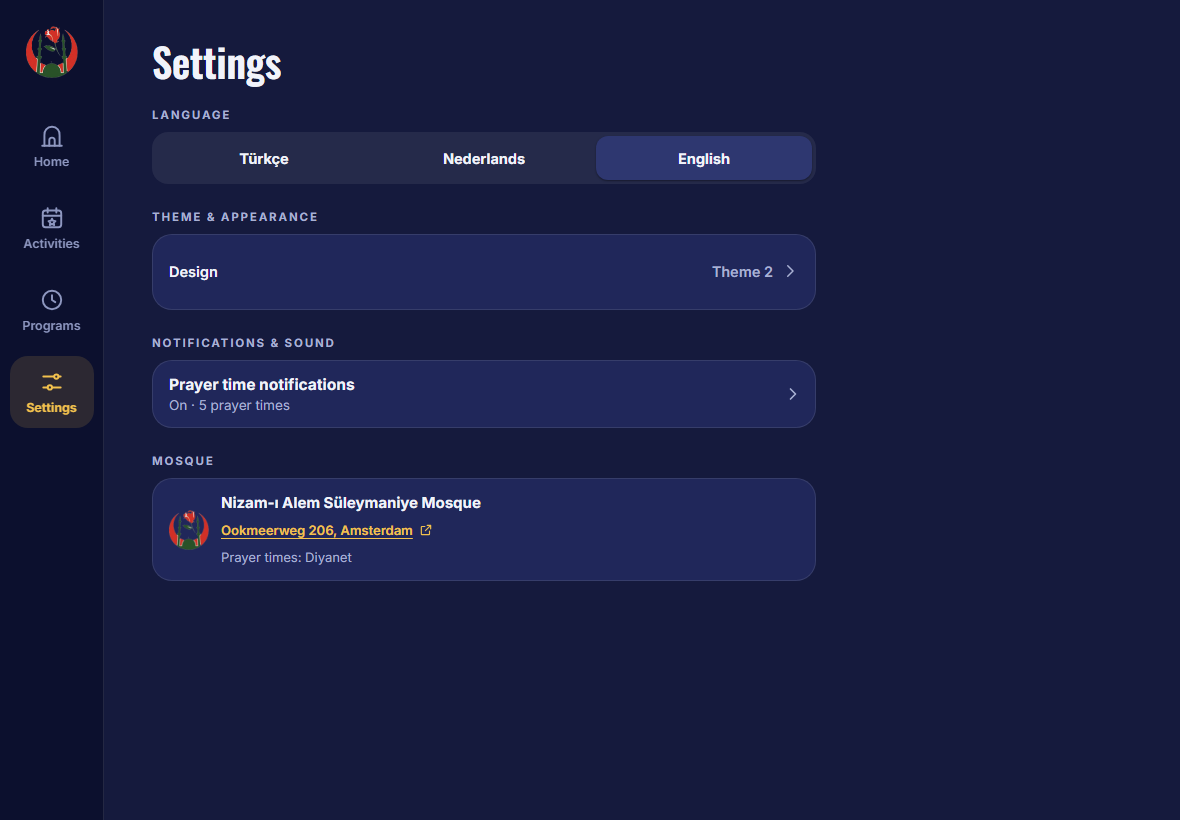 Settings
LANGUAGE
Türkçe
Nederlands
English
THEME & APPEARANCE
Design
Theme 2
NOTIFICATIONS & SOUND
Prayer time notifications
On · 5 prayer times
MOSQUE
Nizam-ı Alem Süleymaniye Mosque
Ookmeerweg 206, Amsterdam
Prayer times: Diyanet
Home
Activities
Programs
Settings